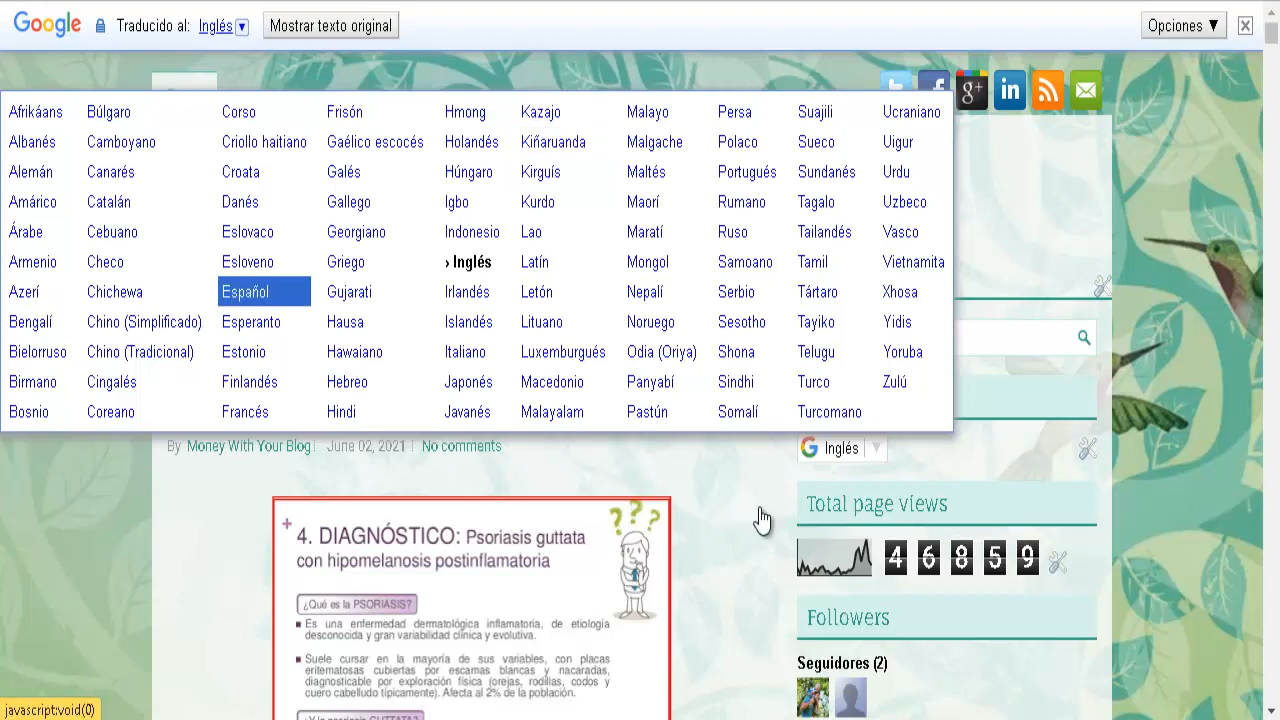 Google Traducido al: Inglés ▼ Mostrar texto original Opciones ▼
g+ in
Afrikáans Búlgaro Corso Frisón Hmong Kazajo Malayo Persa Suajili Ucraniano
Albanés Camboyano Criollo haitiano Gaélico escocés Holandés Kiñaruanda Malgache Polaco Sueco Uigur
Alemán Canarés Croata Galés Húngaro Kirguís Maltés Portugués Sundanés Urdu
Amárico Catalán Danés Gallego Igbo Kurdo Maorí Rumano Tagalo Uzbeco
Árabe Cebuano Eslovaco Georgiano Indonesio Lao Maratí Ruso Tailandés Vasco
Armenio Checo Esloveno Griego › Inglés Latín Mongol Samoano Tamil Vietnamita
Azerí Chichewa Español Gujarati Irlandés Letón Nepalí Serbio Tártaro Xhosa
Bengalí Chino (Simplificado) Esperanto Hausa Islandés Lituano Noruego Sesotho Tayiko Yidis
Bielorruso Chino (Tradicional) Estonio Hawaiano Italiano Luxemburgués Odia (Oriya) Shona Telugu Yoruba
Birmano Cingalés Finlandés Hebreo Japonés Macedonio Panyabí Sindhi Turco Zulú
Bosnio Coreano Francés Hindi Javanés Malayalam Pastún Somalí Turcomano
By Money With Your Blog June 02, 2021 No comments
G Inglés ▼
Total page views
46859
Followers
Seguidores (2)
4. DIAGNÓSTICO: Psoriasis guttata
con hipomelanosis postinflamatoria
¿Qué es la PSORIASIS?
Es una enfermedad dermatológica inflamatoria, de etiología
desconocida y gran variabilidad clínica y evolutiva.
Suele cursar en la mayoría de sus variables, con placas
eritematosas cubiertas por escamas blancas y nacaradas,
diagnosticable por exploración física (orejas, rodillas, codos y
cuero cabelludo típicamente). Afecta al 2% de la población.
¿Y la psoriasis GUTTATA?
javascript:void(0)